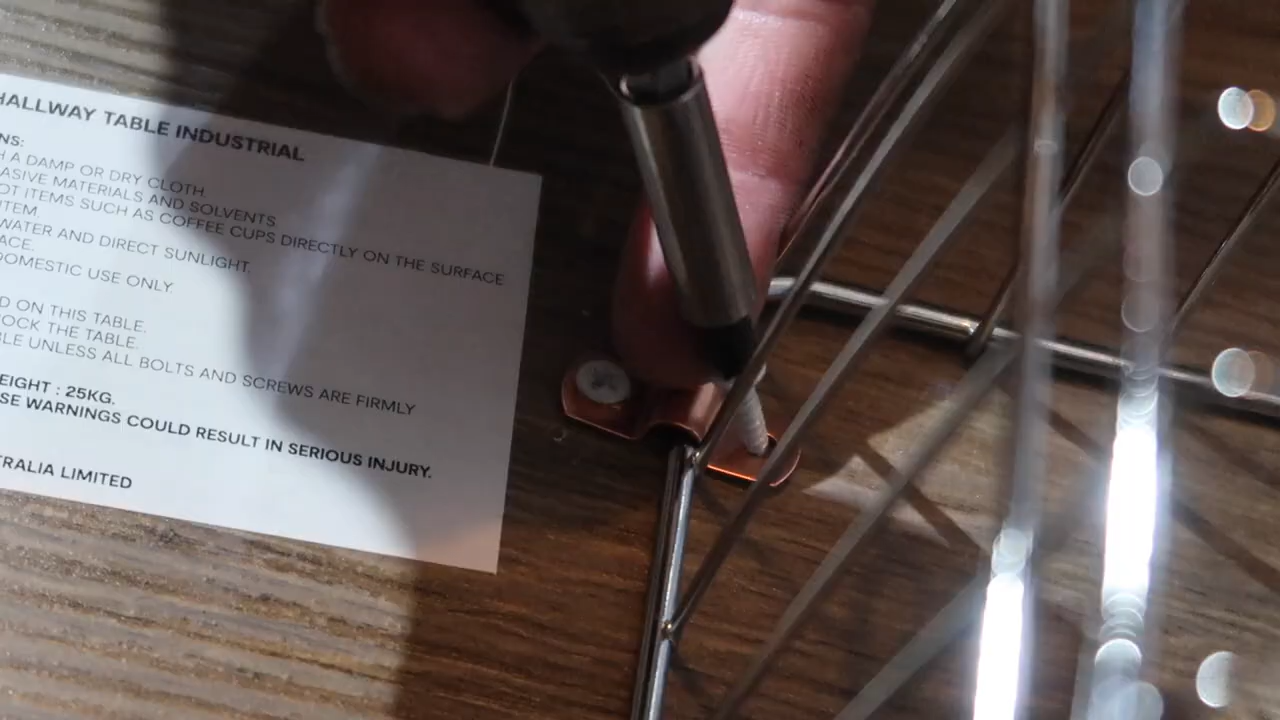 HALLWAY TABLE INDUSTRIAL
NS:
H A DAMP OR DRY CLOTH
ASIVE MATERIALS AND SOLVENTS
OT ITEMS SUCH AS COFFEE CUPS DIRECTLY ON THE SURFACE
ITEM
WATER AND DIRECT SUNLIGHT.
ACE.
DOMESTIC USE ONLY.
D ON THIS TABLE.
OCK THE TABLE.
BLE UNLESS ALL BOLTS AND SCREWS ARE FIRMLY
EIGHT : 25KG.
SE WARNINGS COULD RESULT IN SERIOUS INJURY.
TRALIA LIMITED